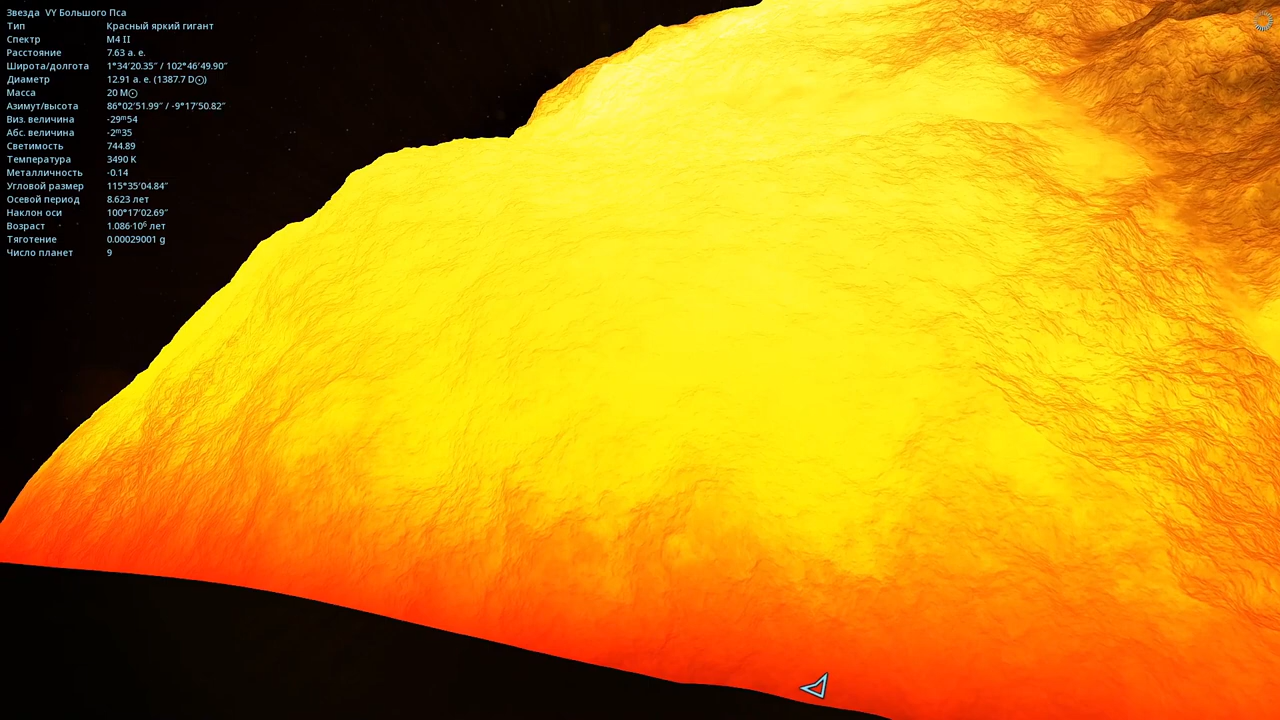 Звезда VY Большого Пса
Тип Красный яркий гигант
Спектр M4 II
Расстояние 7.63 а. е.
Широта/долгота 1°34′20.35″ / 102°46′49.90″
Диаметр 12.91 а. е. (1387.7 D☉)
Масса 20 M☉
Азимут/высота 86°02′51.99″ / -9°17′50.82″
Виз. величина -29ᵐ54
Абс. величина -2ᵐ35
Светимость 744.89
Температура 3490 K
Металличность -0.14
Угловой размер 115°35′04.84″
Осевой период 8.623 лет
Наклон оси 100°17′02.69″
Возраст 1.086·10⁶ лет
Тяготение 0.00029001 g
Число планет 9